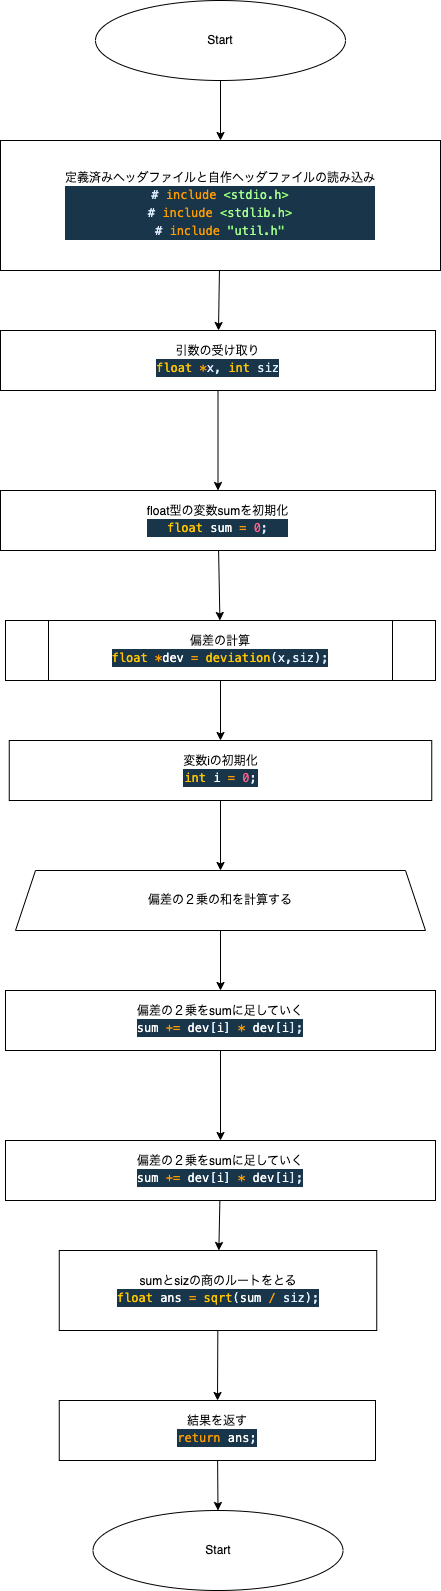 Start
定義済みヘッダファイルと自作ヘッダファイルの読み込み
# include <stdio.h>
# include <stdlib.h>
# include "util.h"
引数の受け取り
float *x, int siz
float型の変数sumを初期化
float sum = 0;
偏差の計算
float *dev = deviation(x,siz);
変数iの初期化
int i = 0;
偏差の２乗の和を計算する
偏差の２乗をsumに足していく
sum += dev[i] * dev[i];
偏差の２乗をsumに足していく
sum += dev[i] * dev[i];
sumとsizの商のルートをとる
float ans = sqrt(sum / siz);
結果を返す
return ans;
Start